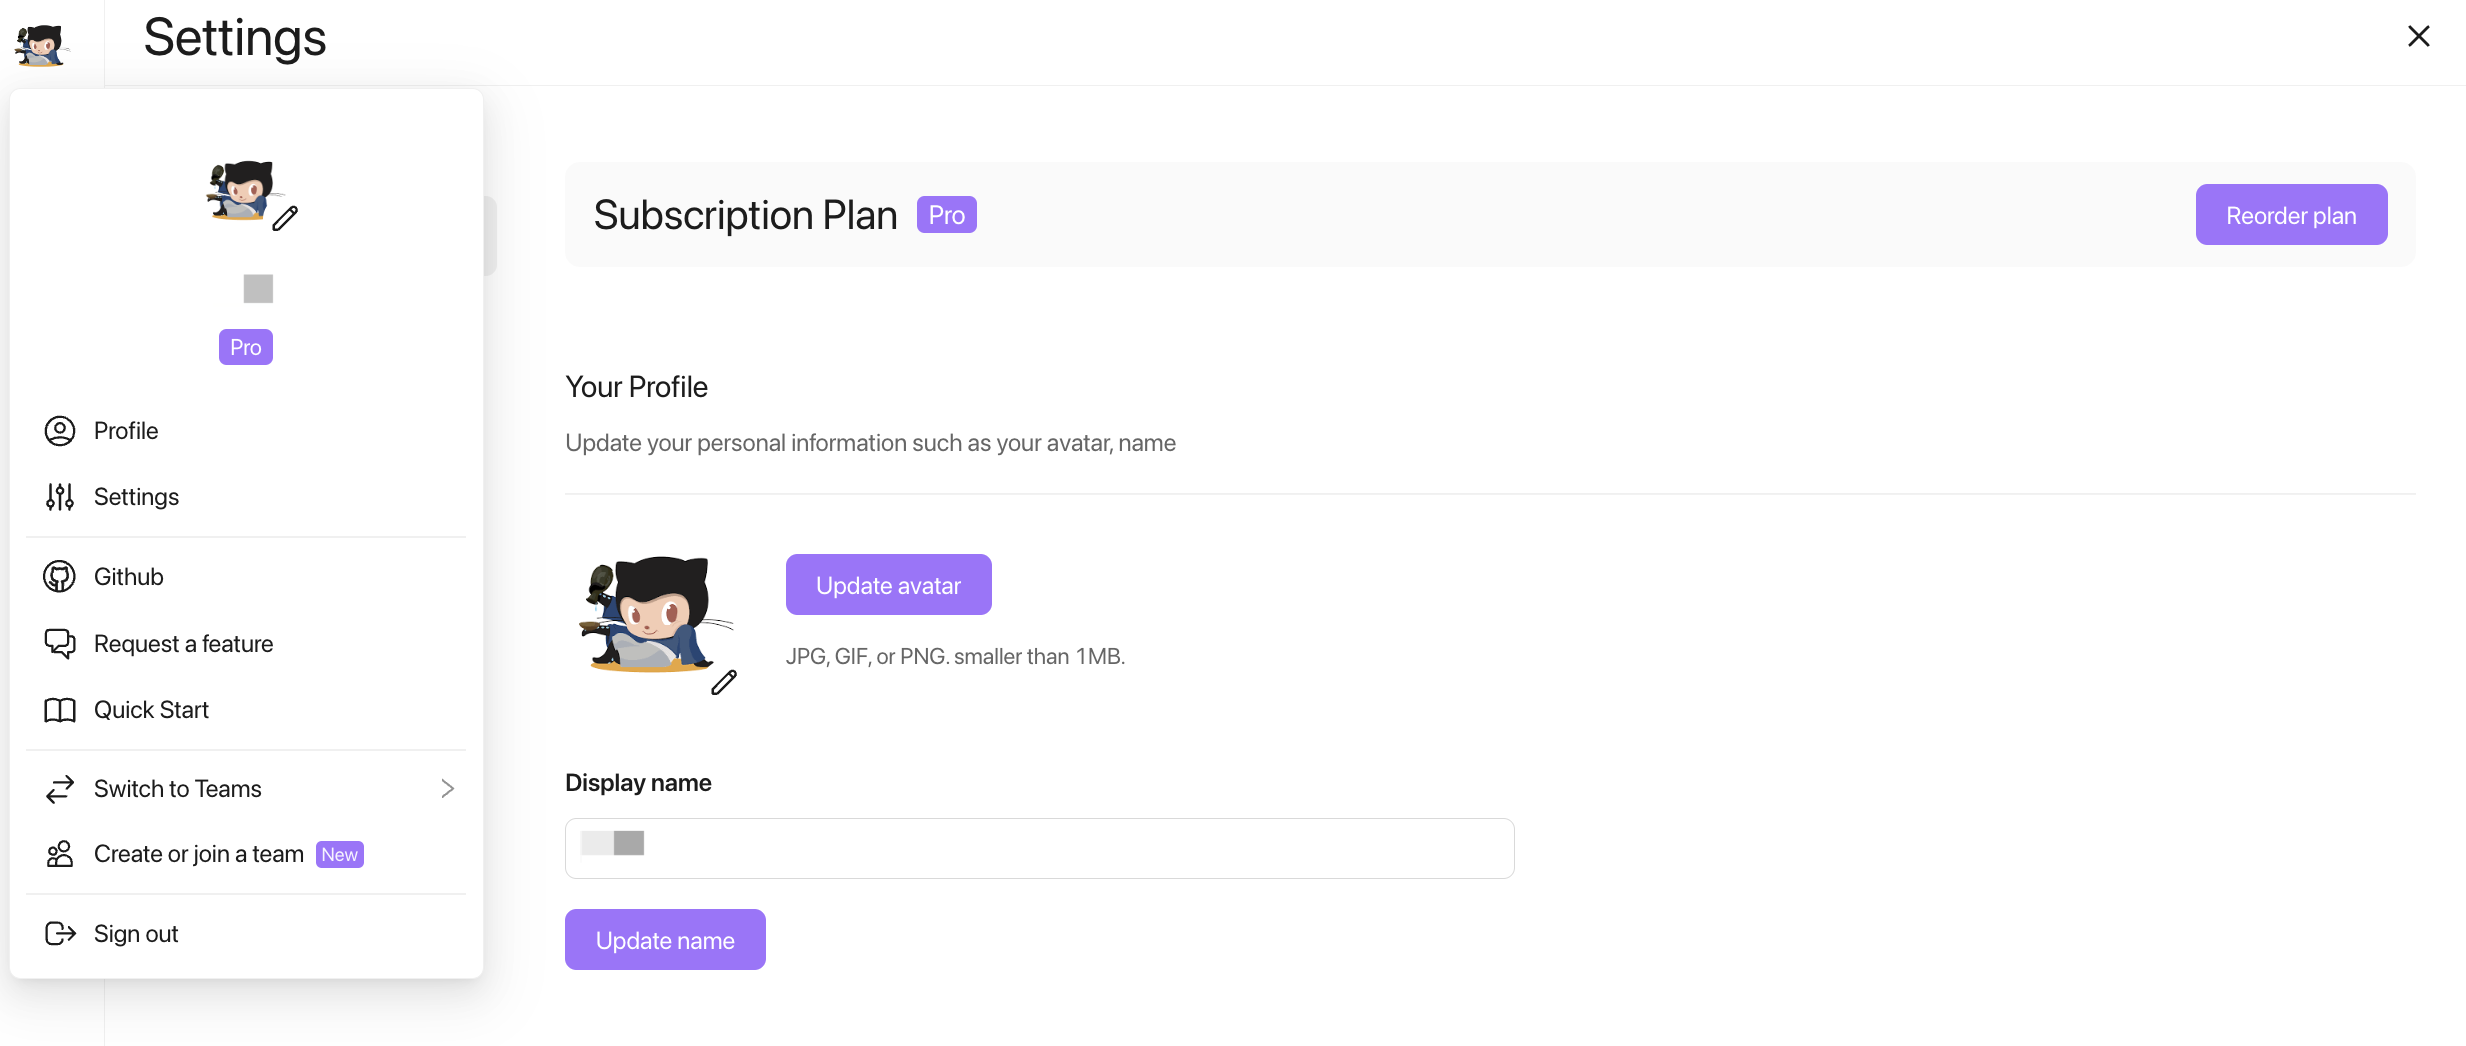 Settings
Pro
Profile
Settings
Github
Request a feature
Quick Start
Switch to Teams
Create or join a team New
Sign out
Subscription Plan Pro
Reorder plan
Your Profile
Update your personal information such as your avatar, name
Update avatar
JPG, GIF, or PNG. smaller than 1MB.
Display name
Update name